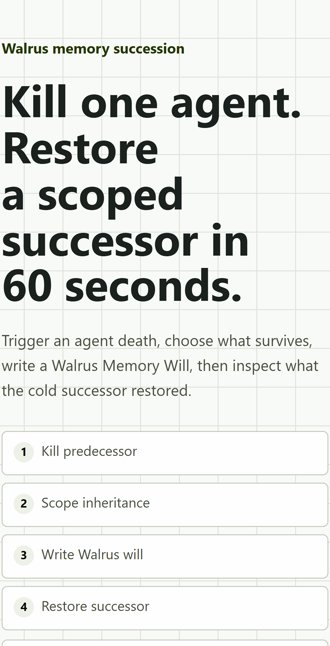 Walrus memory succession
Kill one agent.
Restore
a scoped
successor in
60 seconds.
Trigger an agent death, choose what survives,
write a Walrus Memory Will, then inspect what
the cold successor restored.
1 Kill predecessor
2 Scope inheritance
3 Write Walrus will
4 Restore successor